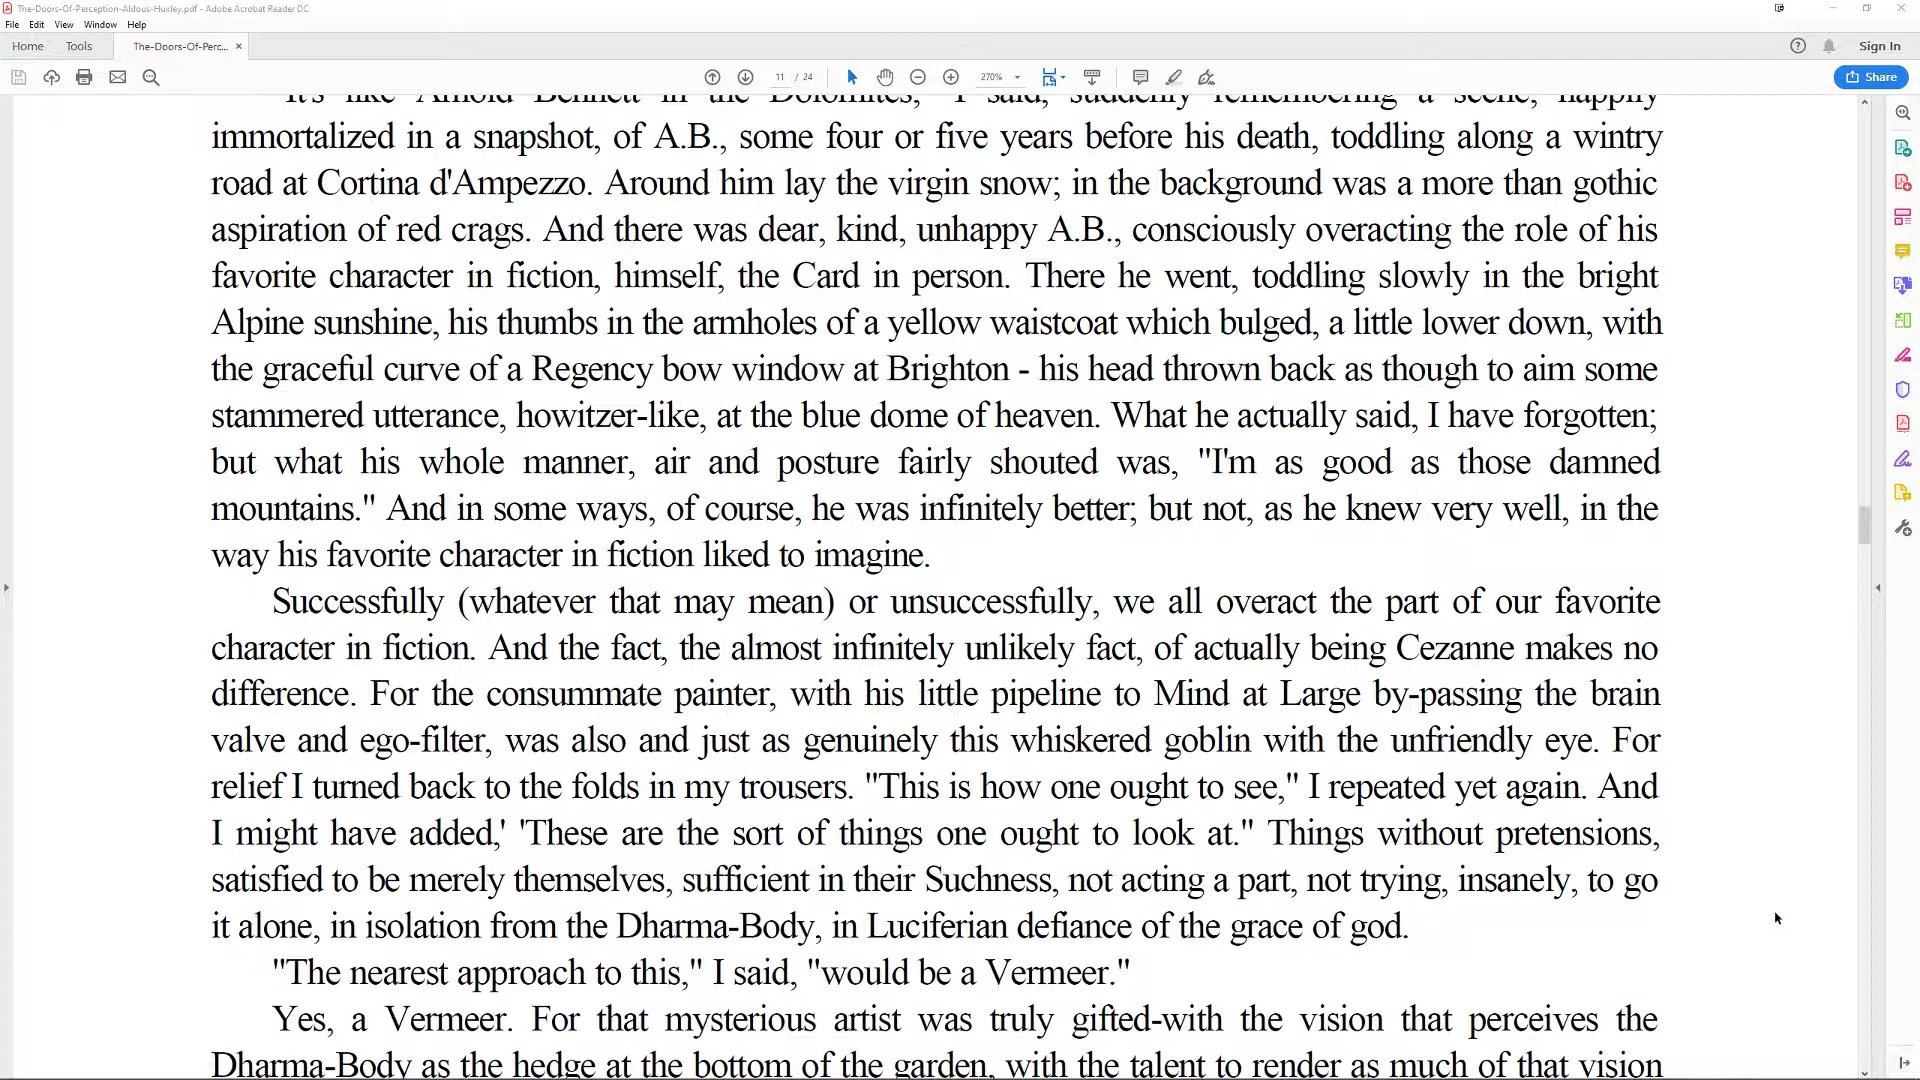 The-Doors-Of-Perception-Aldous-Huxley.pdf - Adobe Acrobat Reader DC
File Edit View Window Help
Home Tools The-Doors-Of-Perc... × Sign In
11 / 24 270% Share
"It's like Arnold Bennett in the Dolomites," I said, suddenly remembering a scene, happily
immortalized in a snapshot, of A.B., some four or five years before his death, toddling along a wintry
road at Cortina d'Ampezzo. Around him lay the virgin snow; in the background was a more than gothic
aspiration of red crags. And there was dear, kind, unhappy A.B., consciously overacting the role of his
favorite character in fiction, himself, the Card in person. There he went, toddling slowly in the bright
Alpine sunshine, his thumbs in the armholes of a yellow waistcoat which bulged, a little lower down, with
the graceful curve of a Regency bow window at Brighton - his head thrown back as though to aim some
stammered utterance, howitzer-like, at the blue dome of heaven. What he actually said, I have forgotten;
but what his whole manner, air and posture fairly shouted was, "I'm as good as those damned
mountains." And in some ways, of course, he was infinitely better; but not, as he knew very well, in the
way his favorite character in fiction liked to imagine.
Successfully (whatever that may mean) or unsuccessfully, we all overact the part of our favorite
character in fiction. And the fact, the almost infinitely unlikely fact, of actually being Cezanne makes no
difference. For the consummate painter, with his little pipeline to Mind at Large by-passing the brain
valve and ego-filter, was also and just as genuinely this whiskered goblin with the unfriendly eye. For
relief I turned back to the folds in my trousers. "This is how one ought to see," I repeated yet again. And
I might have added,' 'These are the sort of things one ought to look at." Things without pretensions,
satisfied to be merely themselves, sufficient in their Suchness, not acting a part, not trying, insanely, to go
it alone, in isolation from the Dharma-Body, in Luciferian defiance of the grace of god.
"The nearest approach to this," I said, "would be a Vermeer."
Yes, a Vermeer. For that mysterious artist was truly gifted-with the vision that perceives the
Dharma-Body as the hedge at the bottom of the garden, with the talent to render as much of that vision